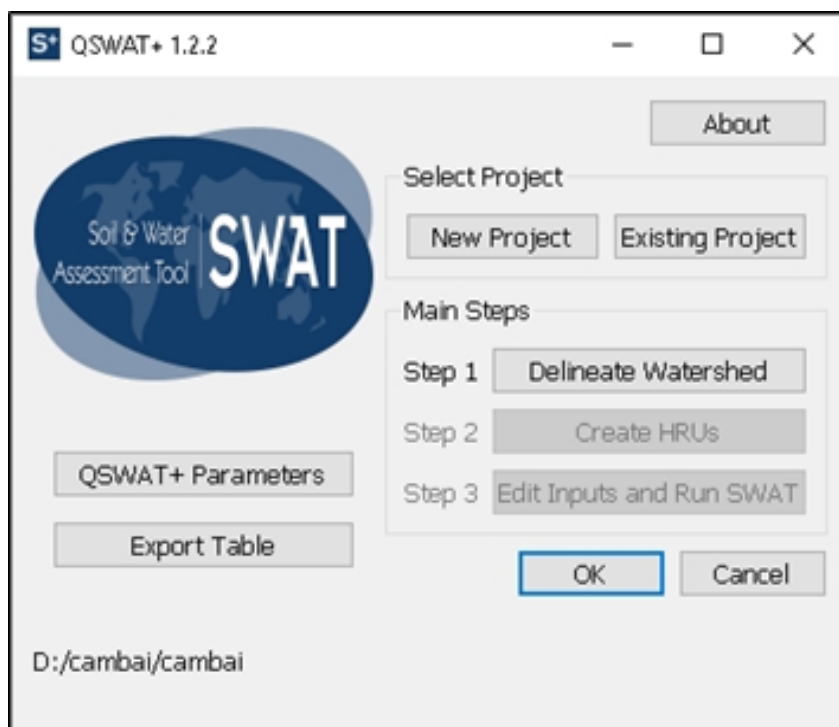 S+ QSWAT+ 1.2.2
About
Soil & Water
Assessment Tool
SWAT
Select Project
New Project Existing Project
Main Steps
Step 1 Delineate Watershed
Step 2 Create HRUs
Step 3 Edit Inputs and Run SWAT
QSWAT+ Parameters
Export Table
OK Cancel
D:/cambai/cambai